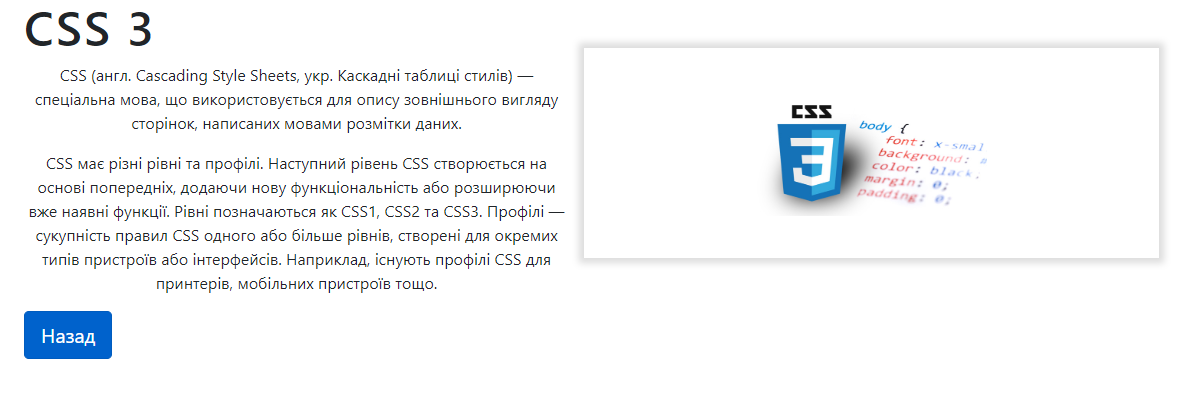 CSS 3
CSS (англ. Cascading Style Sheets, укр. Каскадні таблиці стилів) —
спеціальна мова, що використовується для опису зовнішнього вигляду
сторінок, написаних мовами розмітки даних.
CSS має різні рівні та профілі. Наступний рівень CSS створюється на
основі попередніх, додаючи нову функціональність або розширюючи
вже наявні функції. Рівні позначаються як CSS1, CSS2 та CSS3. Профілі —
сукупність правил CSS одного або більше рівнів, створені для окремих
типів пристроїв або інтерфейсів. Наприклад, існують профілі CSS для
принтерів, мобільних пристроїв тощо.
Назад
CSS
3
body {
font: x-smal
background:
color: black.
margin: 0;
padding: 0;